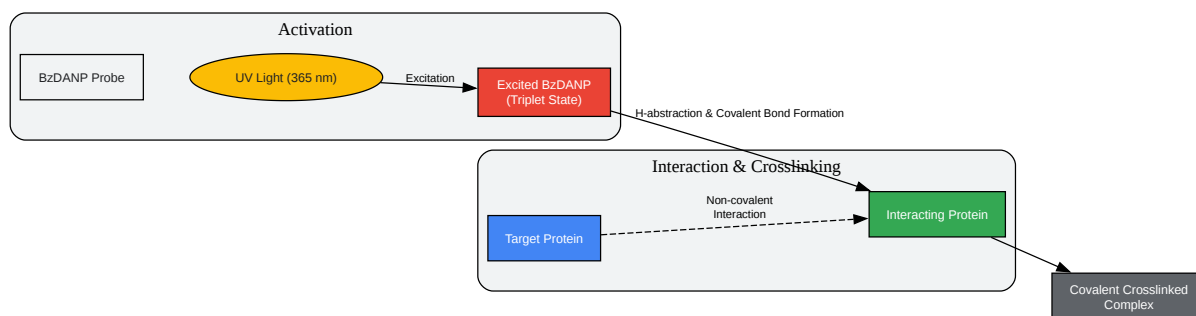 Activation
BzDANP Probe
UV Light (365 nm)
Excitation
Excited BzDANP
(Triplet State)
H-abstraction & Covalent Bond Formation
Interaction & Crosslinking
Target Protein
Non-covalent
Interaction
Interacting Protein
Covalent Crosslinked
Complex